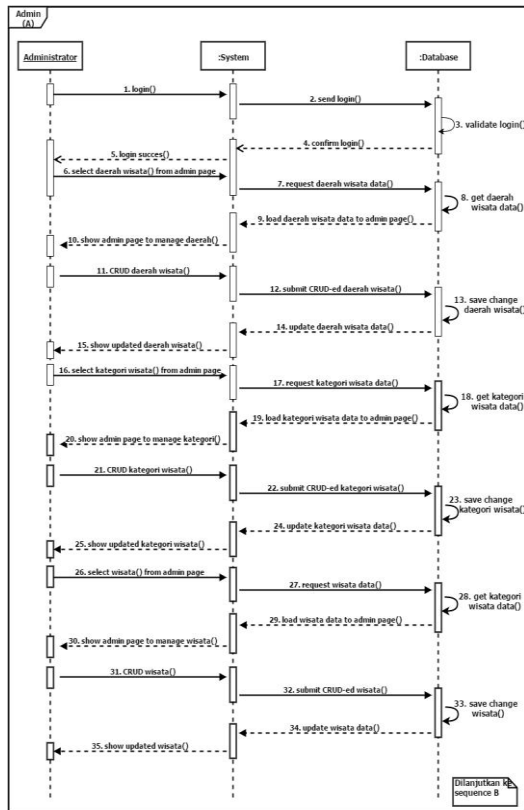 Admin
(A)
Administrator
:System
:Database
1. login()
2. send login()
3. validate login()
4. confirm login()
5. login succes()
6. select daerah wisata() from admin page
7. request daerah wisata data()
8. get daerah
wisata data()
9. load daerah wisata data to admin page()
10. show admin page to manage daerah()
11. CRUD daerah wisata()
12. submit CRUD-ed daerah wisata()
13. save change
daerah wisata()
14. update daerah wisata data()
15. show updated daerah wisata()
16. select kategori wisata() from admin page
17. request kategori wisata data()
18. get kategori
wisata data()
19. load kategori wisata data to admin page()
20. show admin page to manage kategori()
21. CRUD kategori wisata()
22. submit CRUD-ed kategori wisata()
23. save change
kategori wisata()
24. update kategori wisata data()
25. show updated kategori wisata()
26. select wisata() from admin page
27. request wisata data()
28. get kategori
wisata data()
29. load wisata data to admin page()
30. show admin page to manage wisata()
31. CRUD wisata()
32. submit CRUD-ed wisata()
33. save change
wisata()
34. update wisata data()
35. show updated wisata()
Dilanjutkan ke
sequence B